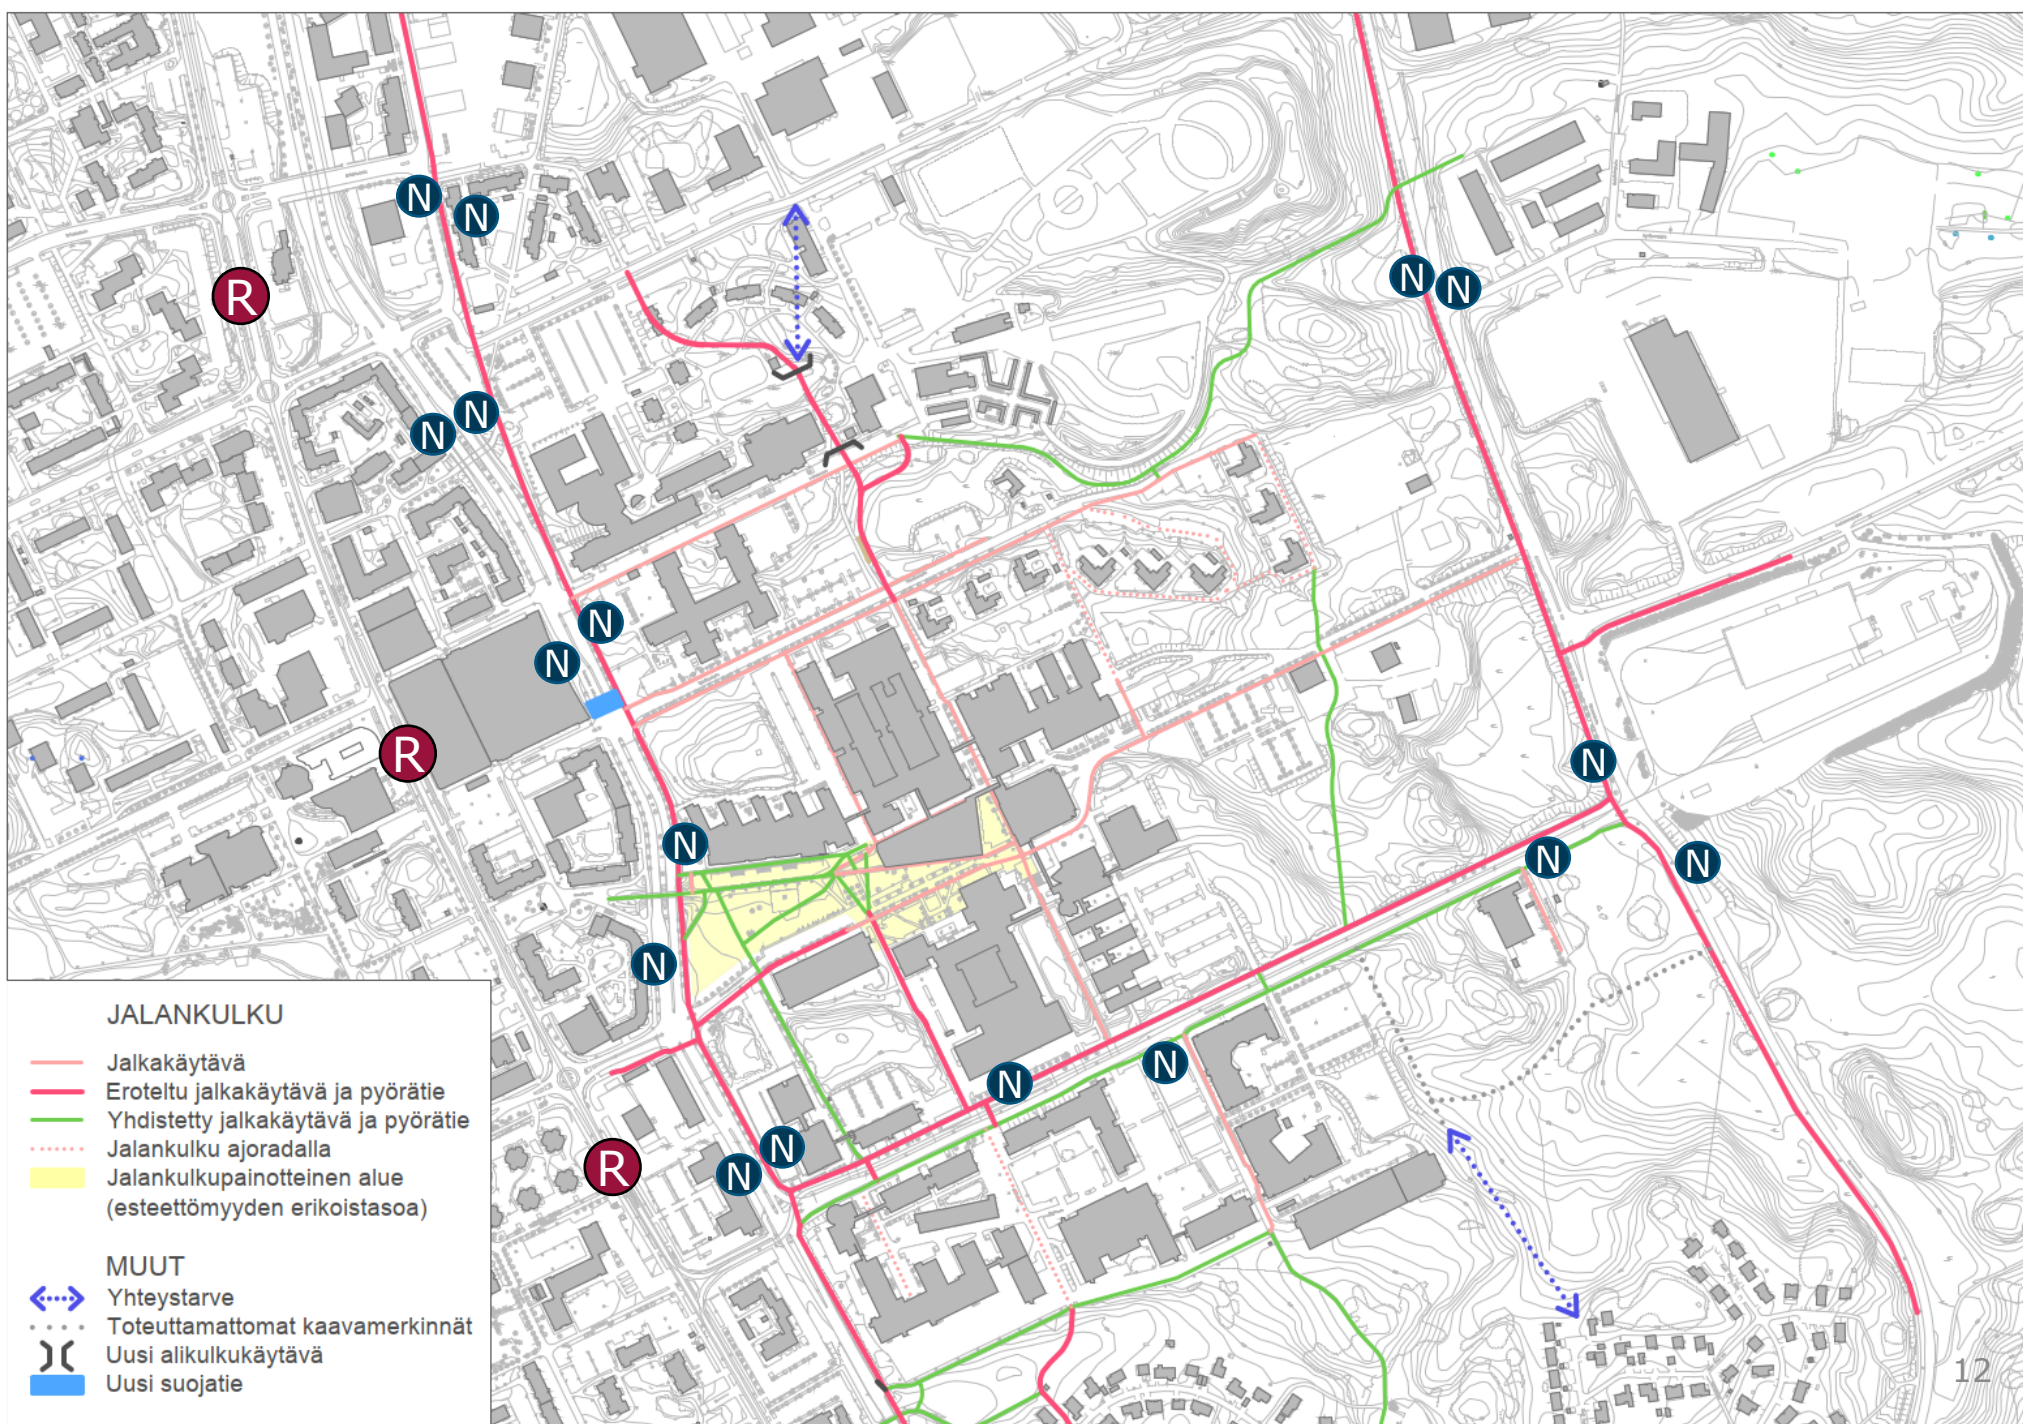 N
N
R
N
N
N
N
N
N
R
N
N
N
N
N
N
N
N
N
R
N
JALANKULKU
Jalkakäytävä
Eroteltu jalkakäytävä ja pyörätie
Yhdistetty jalkakäytävä ja pyörätie
Jalankulku ajoradalla
Jalankulkupainotteinen alue
(esteettömyyden erikoistasoa)
MUUT
Yhteystarve
Toteuttamattomat kaavamerkinnät
Uusi alikulkukäytävä
Uusi suojatie
12